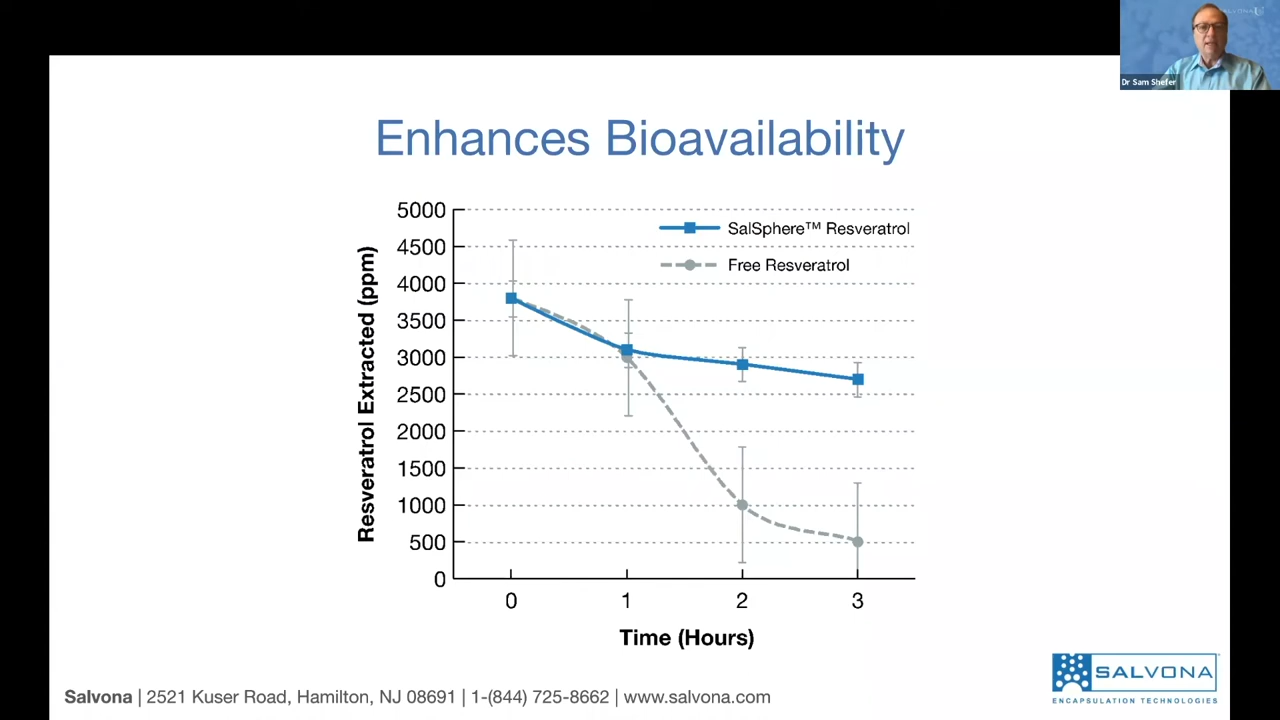 SALVONA U
Dr Sam Shefer
Enhances Bioavailability
5000
4500
4000
3500
3000
2500
2000
1500
1000
500
0
Resveratrol Extracted (ppm)
SalSphere™ Resveratrol
Free Resveratrol
0 1 2 3
Time (Hours)
Salvona | 2521 Kuser Road, Hamilton, NJ 08691 | 1-(844) 725-8662 | www.salvona.com
SALVONA
ENCAPSULATION TECHNOLOGIES